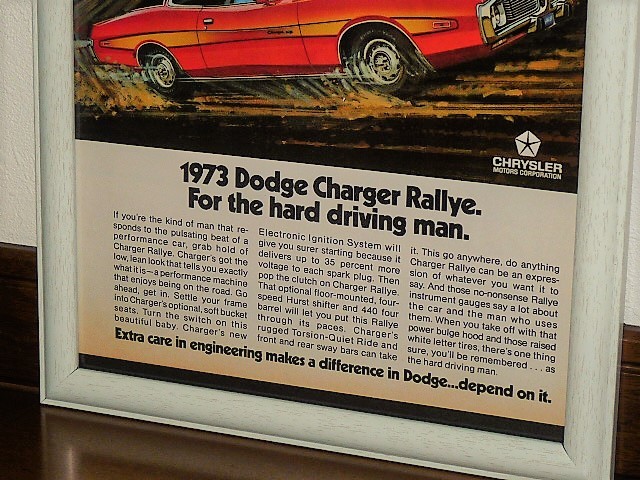 CHRYSLER
MOTORS CORPORATION
1973 Dodge Charger Rallye.
For the hard driving man.
If you're the kind of man that re-
sponds to the pulsating beat of a
performance car, grab hold of
Charger Rallye. Charger's got the
low, lean look that tells you exactly
what it is—a performance machine
that enjoys being on the road. Go
ahead, get in. Settle your frame
into Charger's optional, soft bucket
seats. Turn the switch on this
beautiful baby. Charger's new
Electronic Ignition System will
give you surer starting because it
delivers up to 35 percent more
voltage to each spark plug. Then
pop the clutch on Charger Rallye.
That optional floor-mounted, four-
speed Hurst shifter and 440 four
barrel will let you put this Rallye
through its paces. Charger's
rugged Torsion-Quiet Ride and
front and rear sway bars can take
it. This go anywhere, do anything
Charger Rallye can be an expres-
sion of whatever you want it to
say. And those no-nonsense Rallye
instrument gauges say a lot about
the car and the man who uses
them. When you take off with that
power bulge hood and those raised
white letter tires, there's one thing
sure, you'll be remembered . . . as
the hard driving man.
Extra care in engineering makes a difference in Dodge...depend on it.